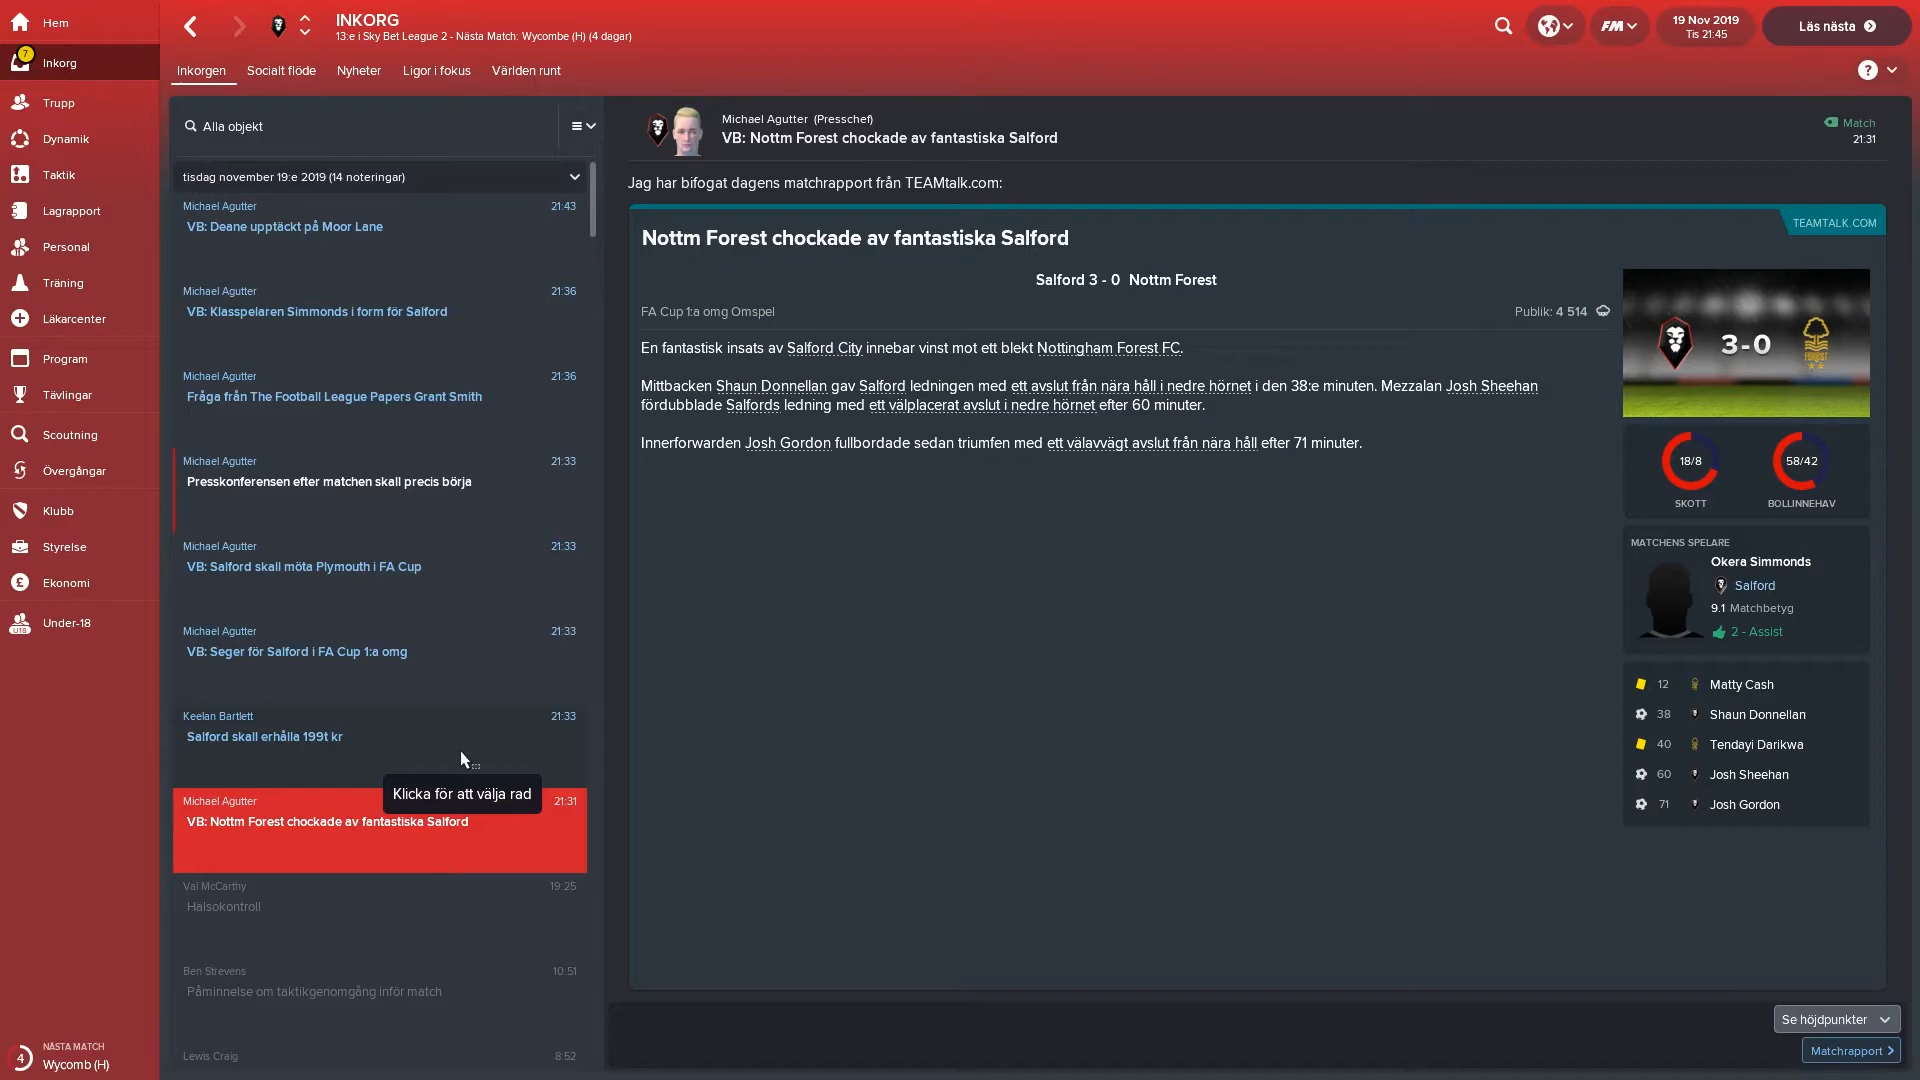 Hem
7
Inkorg
Trupp
Dynamik
Taktik
Lagrapport
Personal
Träning
Läkarcenter
Program
Tävlingar
Scoutning
Övergångar
Klubb
Styrelse
Ekonomi
U18
Under-18
4
NÄSTA MATCH
Wycomb (H)
INKORG
13:e i Sky Bet League 2 - Nästa Match: Wycombe (H) (4 dagar)
FM
19 Nov 2019
Tis 21:45
Läs nästa
Inkorgen
Socialt flöde
Nyheter
Ligor i fokus
Världen runt
?
Alla objekt
tisdag november 19:e 2019 (14 noteringar)
Michael Agutter 21:43
VB: Deane upptäckt på Moor Lane
Michael Agutter 21:36
VB: Klasspelaren Simmonds i form för Salford
Michael Agutter 21:36
Fråga från The Football League Papers Grant Smith
Michael Agutter 21:33
Presskonferensen efter matchen skall precis börja
Michael Agutter 21:33
VB: Salford skall möta Plymouth i FA Cup
Michael Agutter 21:33
VB: Seger för Salford i FA Cup 1:a omg
Keelan Bartlett 21:33
Salford skall erhålla 199t kr
Klicka för att välja rad
Michael Agutter 21:31
VB: Nottm Forest chockade av fantastiska Salford
Val McCarthy 19:25
Hälsokontroll
Ben Strevens 10:51
Påminnelse om taktikgenomgång inför match
Lewis Craig 8:52
Michael Agutter (Presschef)
VB: Nottm Forest chockade av fantastiska Salford
Match
21:31
Jag har bifogat dagens matchrapport från TEAMtalk.com:
TEAMTALK.COM
Nottm Forest chockade av fantastiska Salford
Salford 3 - 0 Nottm Forest
FA Cup 1:a omg Omspel
Publik: 4 514
En fantastisk insats av Salford City innebar vinst mot ett blekt Nottingham Forest FC.
Mittbacken Shaun Donnellan gav Salford ledningen med ett avslut från nära håll i nedre hörnet i den 38:e minuten. Mezzalan Josh Sheehan
fördubblade Salfords ledning med ett välplacerat avslut i nedre hörnet efter 60 minuter.
Innerforwarden Josh Gordon fullbordade sedan triumfen med ett välavvägt avslut från nära håll efter 71 minuter.
3-0
FOREST
18/8
58/42
SKOTT
BOLLINNEHAV
MATCHENS SPELARE
Okera Simmonds
Salford
9.1 Matchbetyg
2 - Assist
12 Matty Cash
38 Shaun Donnellan
40 Tendayi Darikwa
60 Josh Sheehan
71 Josh Gordon
Se höjdpunkter
Matchrapport